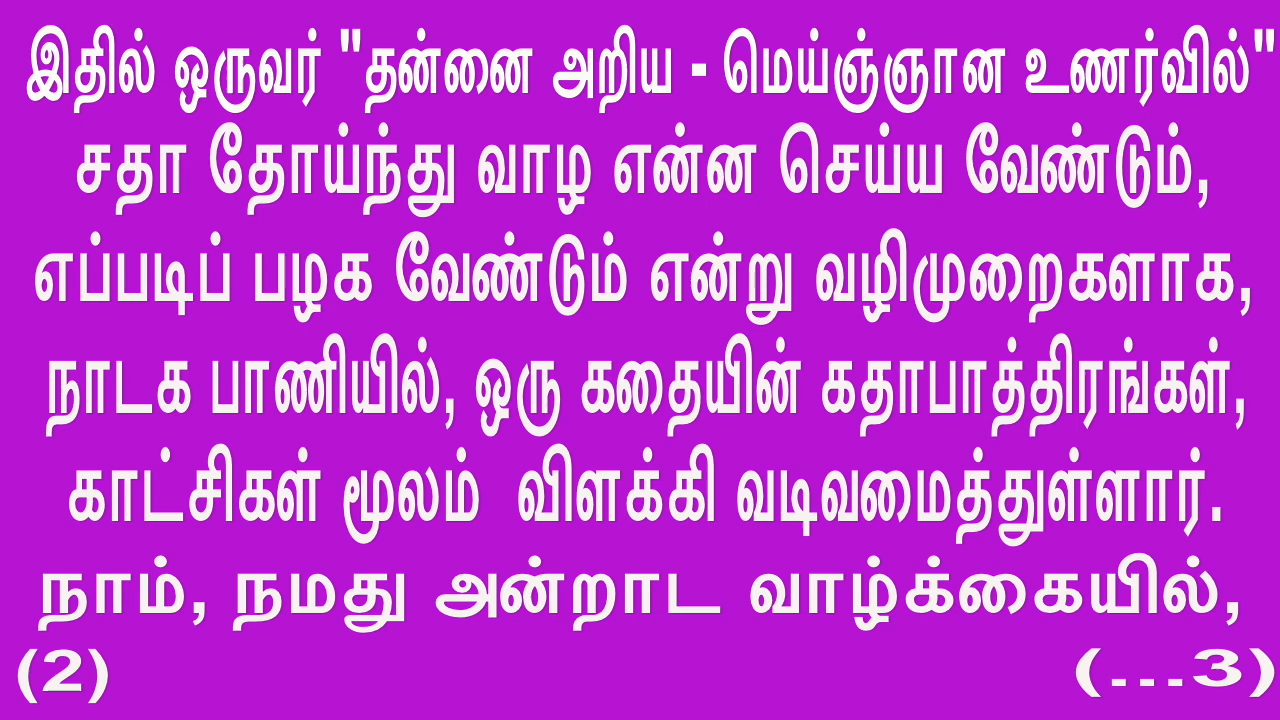 இதில் ஒருவர் "தன்னை அறிய - மெய்ஞ்ஞான உணர்வில்"
சதா தோய்ந்து வாழ என்ன செய்ய வேண்டும்,
எப்படிப் பழக வேண்டும் என்று வழிமுறைகளாக,
நாடக பாணியில், ஒரு கதையின் கதாபாத்திரங்கள்,
காட்சிகள் மூலம் விளக்கி வடிவமைத்துள்ளார்.
நாம், நமது அன்றாட வாழ்க்கையில்,
(2) (...3)